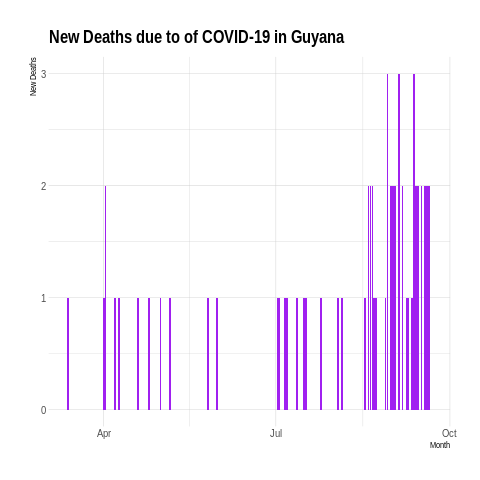 New Deaths due to of COVID-19 in Guyana
New Deaths
3
2
1
0
Apr
Jul
Oct
Month